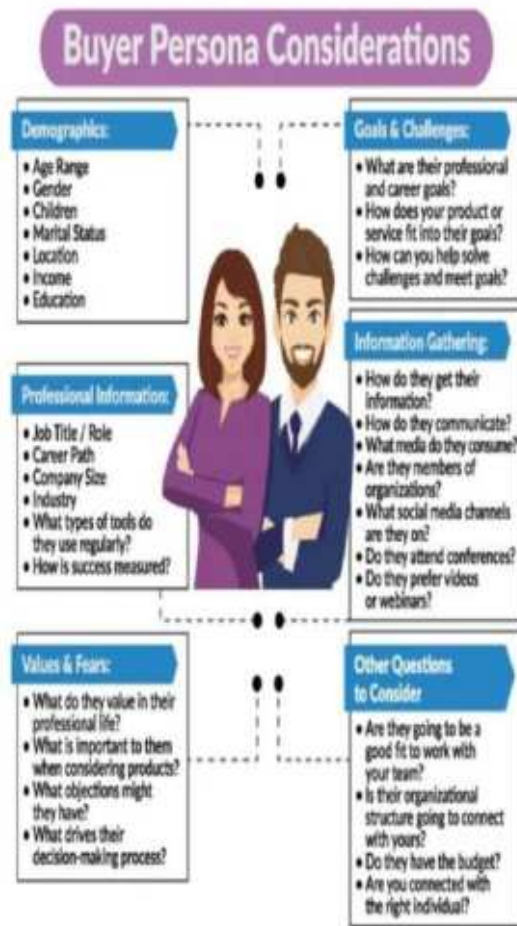 Buyer Persona Considerations
Demographics:
• Age Range
• Gender
• Children
• Marital Status
• Location
• Income
• Education
Professional Information:
• Job Title / Role
• Career Path
• Company Size
• Industry
• What types of tools do
they use regularly?
• How is success measured?
Values & Fears:
• What do they value in their
professional life?
• What is important to them
when considering products?
• What objections might
they have?
• What drives their
decision-making process?
Goals & Challenges:
• What are their professional
and career goals?
• How does your product or
service fit into their goals?
• How can you help solve
challenges and meet goals?
Information Gathering:
• How do they get their
information?
• How do they communicate?
• What media do they consume?
• Are they members of
organizations?
• What social media channels
are they on?
• Do they attend conferences?
• Do they prefer videos
or webinars?
Other Questions
to Consider
• Are they going to be a
good fit to work with
your team?
• Is their organizational
structure going to connect
with yours?
• Do they have the budget?
• Are you connected with
the right individual?